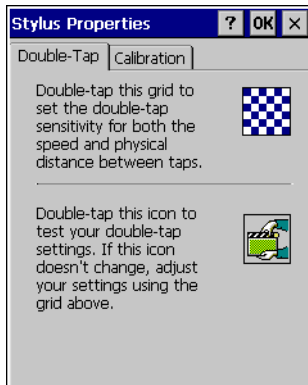 Stylus Properties ? OK ×
Double-Tap Calibration
Double-tap this grid to
set the double-tap
sensitivity for both the
speed and physical
distance between taps.
Double-tap this icon to
test your double-tap
settings. If this icon
doesn't change, adjust
your settings using the
grid above.